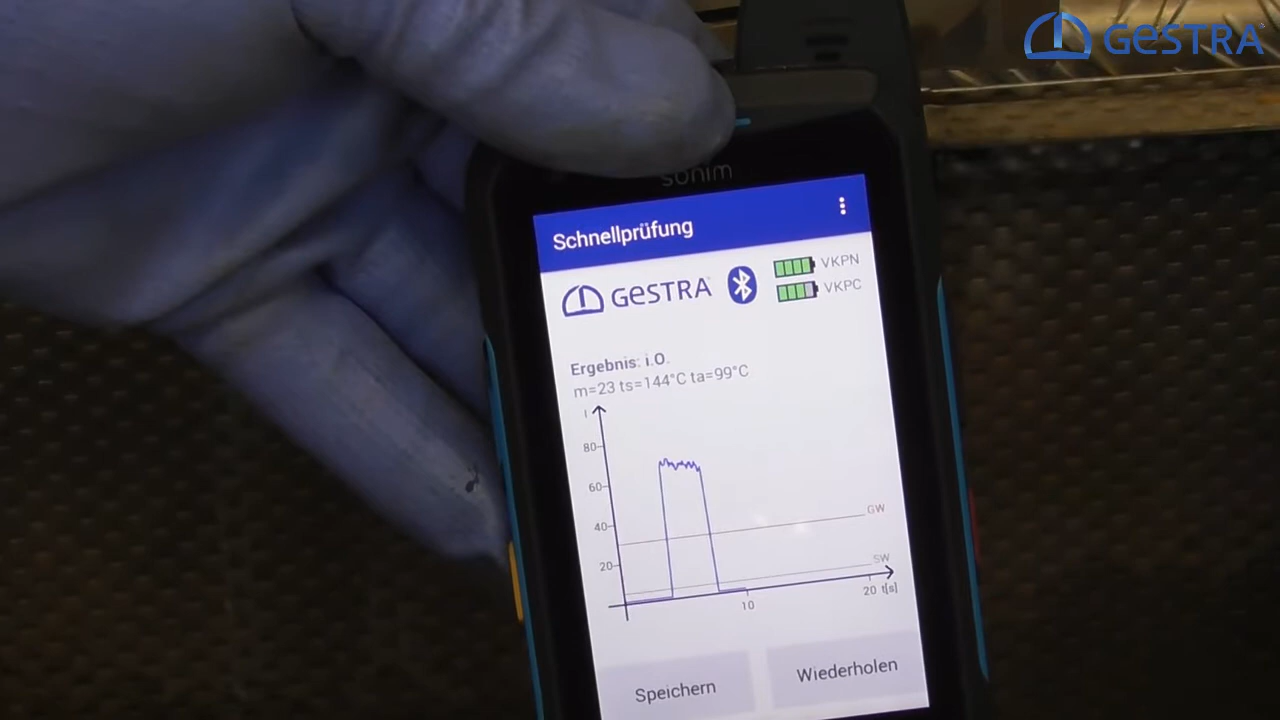 GESTRA
sonim
Schnellprüfung
GESTRA
VKPN
VKPC
Ergebnis: i.O.
m=23 ts=144°C ta=99°C
I
80
60
40
20
GW
SW
10
20 t[s]
Speichern
Wiederholen